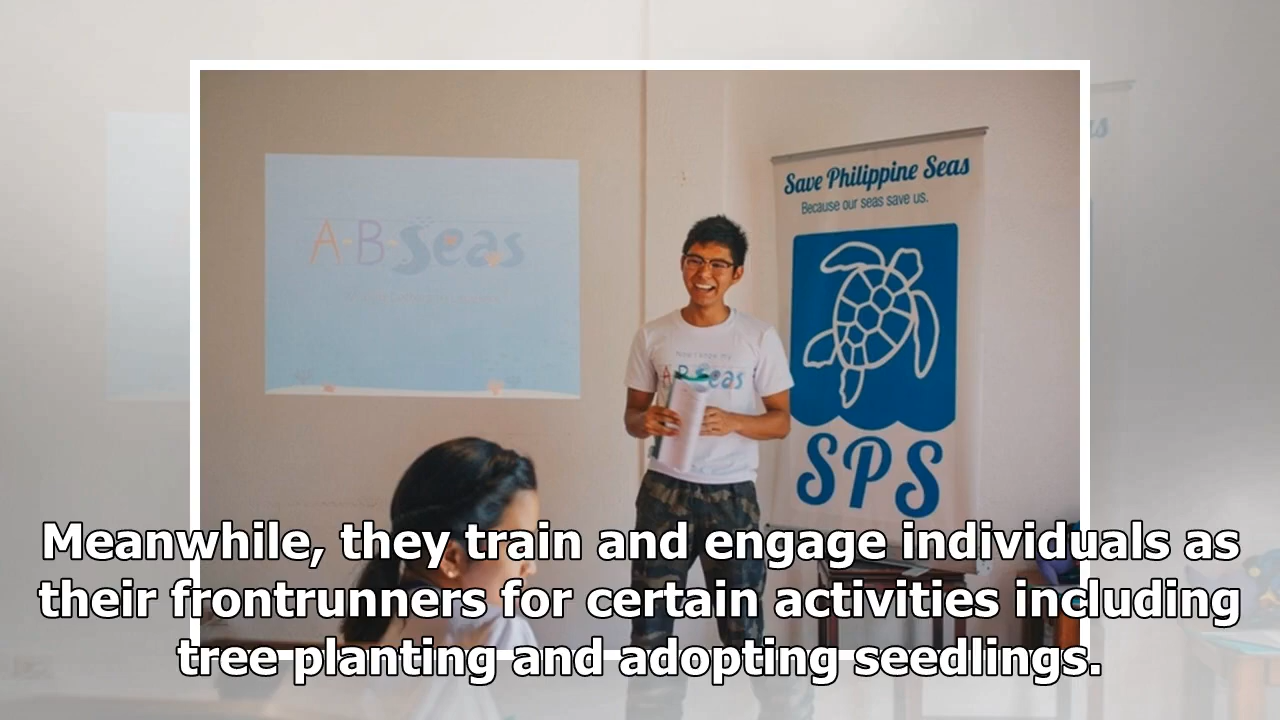 A·B·Seas
Save Philippine Seas
Because our seas save us.
A B Seas
SPS
Meanwhile, they train and engage individuals as
their frontrunners for certain activities including
tree planting and adopting seedlings.